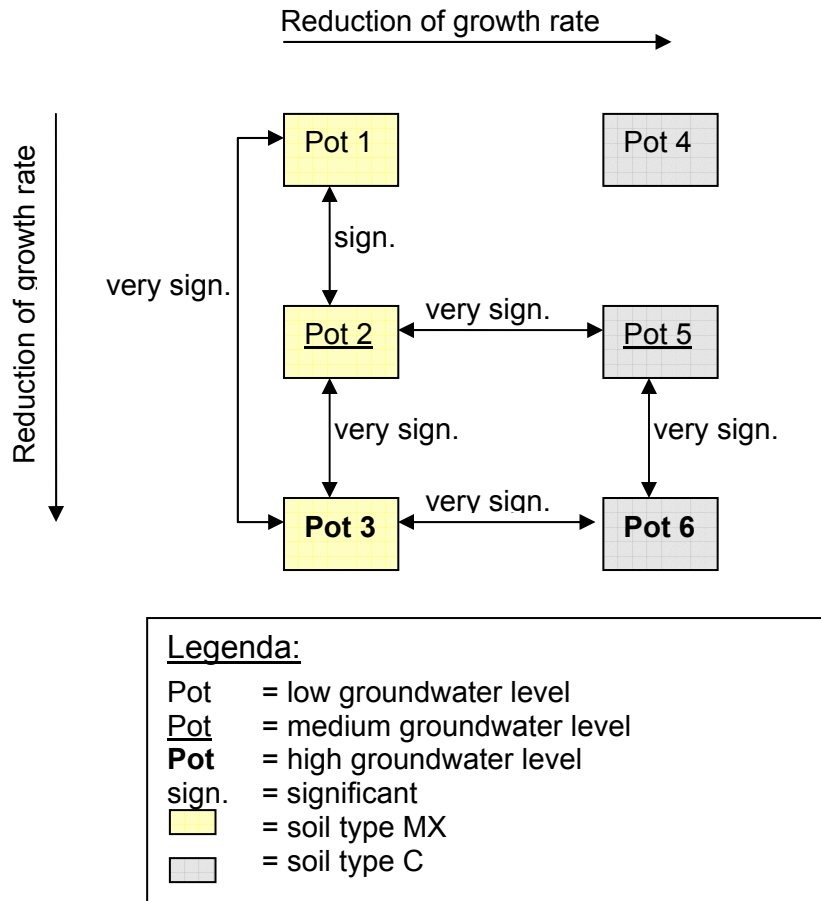 Reduction of growth rate
Reduction of growth rate
Pot 1
Pot 4
sign.
very sign.
Pot 2
very sign.
Pot 5
very sign.
very sign.
Pot 3
very sign.
Pot 6
Legenda:
Pot = low groundwater level
Pot = medium groundwater level
Pot = high groundwater level
sign. = significant
= soil type MX
= soil type C